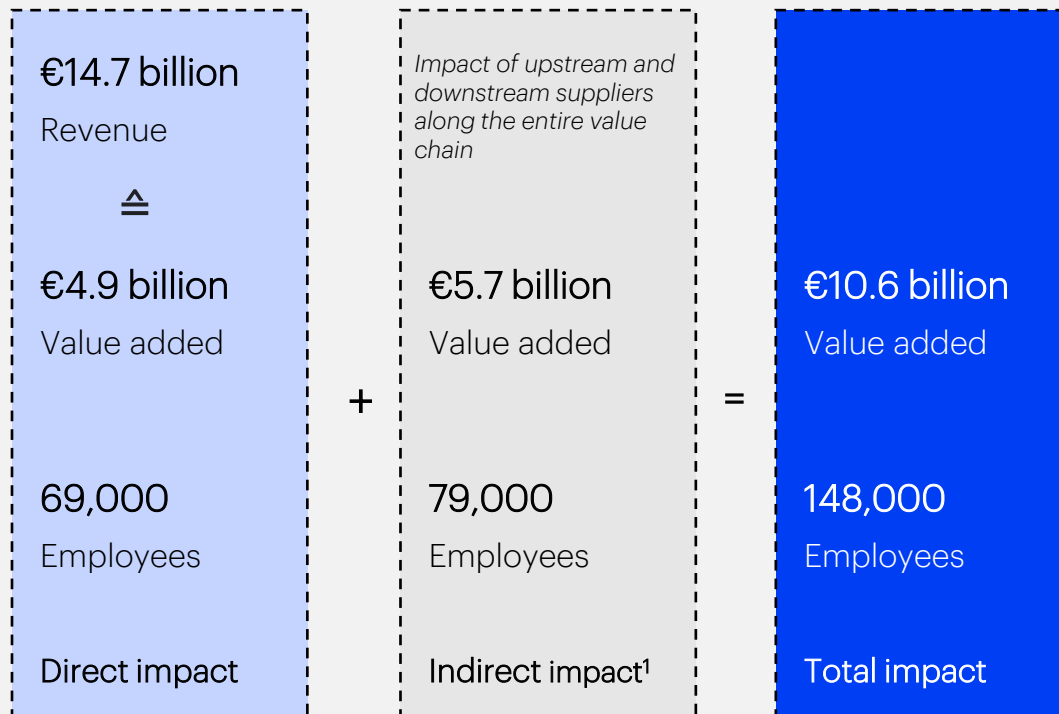 €14.7 billion
Revenue
≙
€4.9 billion
Value added
69,000
Employees
Direct impact
+
Impact of upstream and
downstream suppliers
along the entire value
chain
€5.7 billion
Value added
79,000
Employees
Indirect impact¹
=
€10.6 billion
Value added
148,000
Employees
Total impact